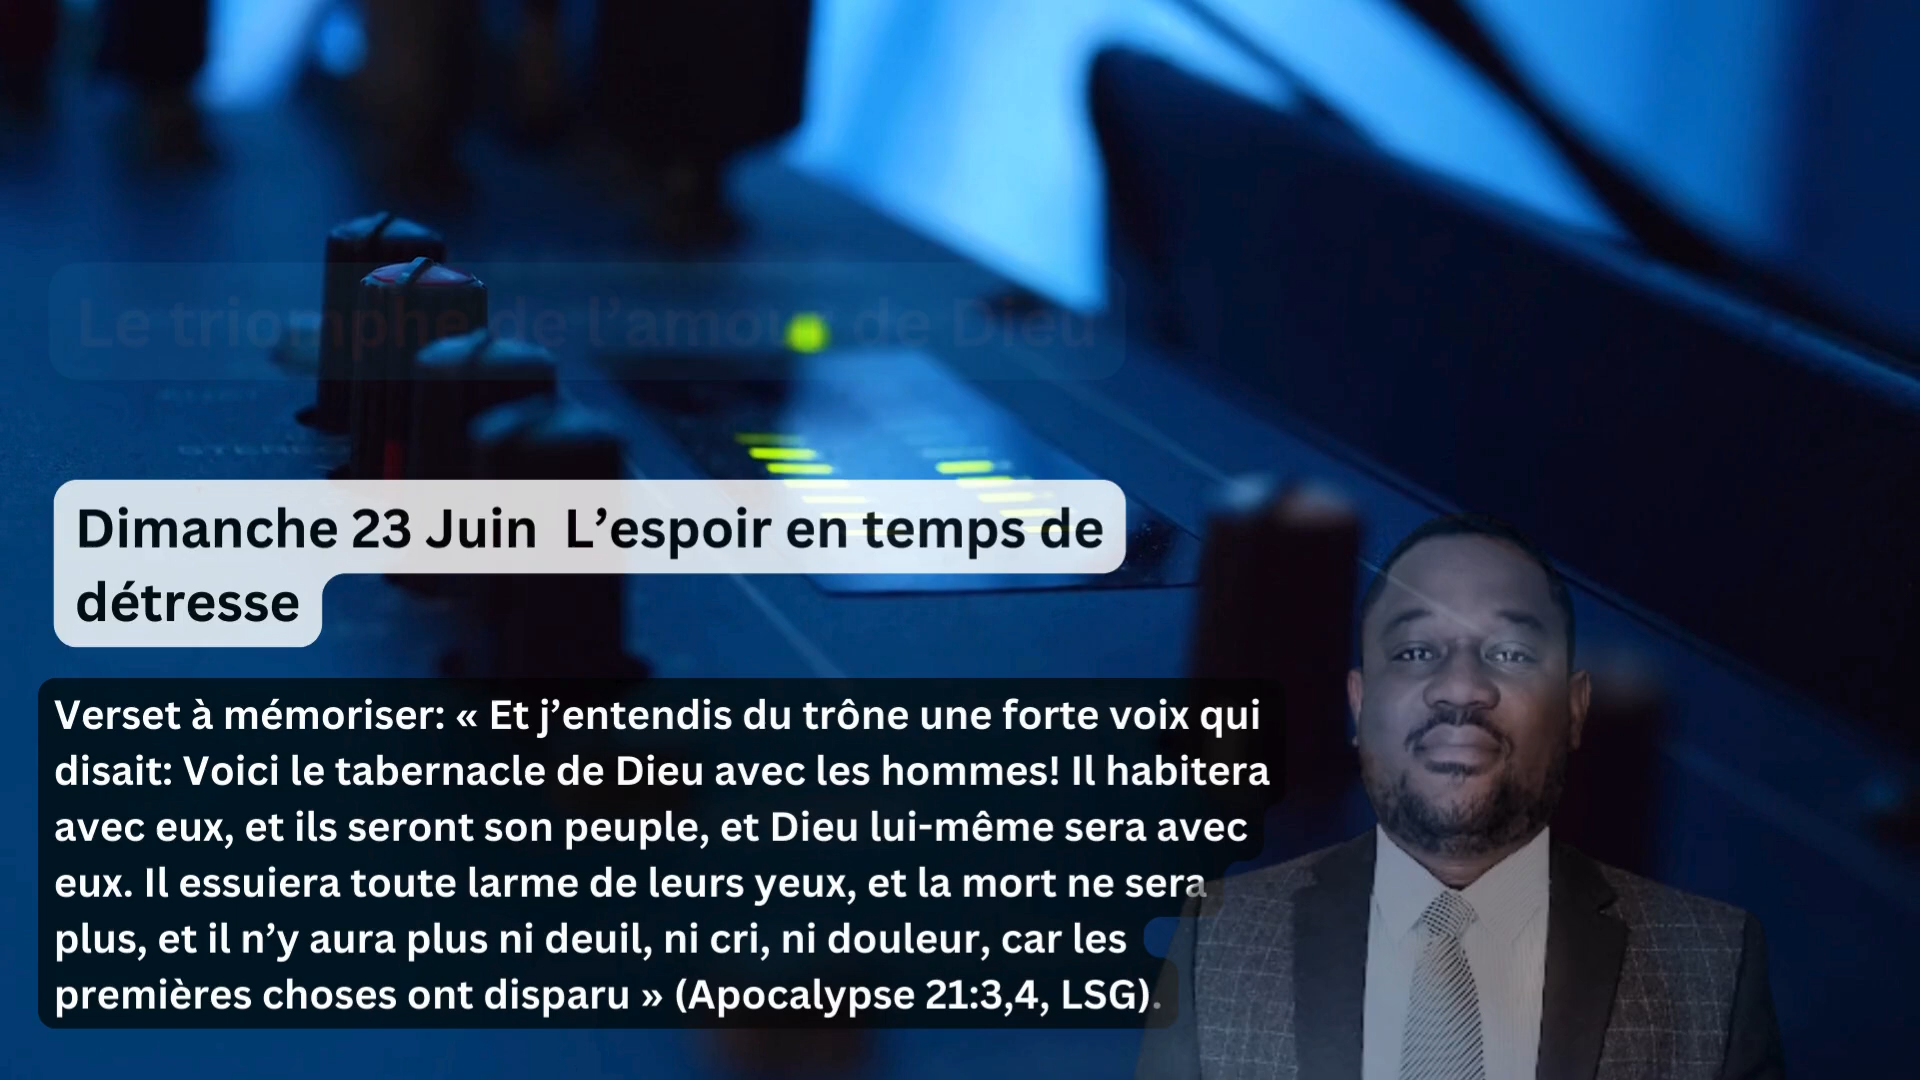 Le triomphe de l’amour de Dieu
Dimanche 23 Juin  L’espoir en temps de
détresse
Verset à mémoriser: « Et j’entendis du trône une forte voix qui
disait: Voici le tabernacle de Dieu avec les hommes! Il habitera
avec eux, et ils seront son peuple, et Dieu lui-même sera avec
eux. Il essuiera toute larme de leurs yeux, et la mort ne sera
plus, et il n’y aura plus ni deuil, ni cri, ni douleur, car les
premières choses ont disparu » (Apocalypse 21:3,4, LSG).